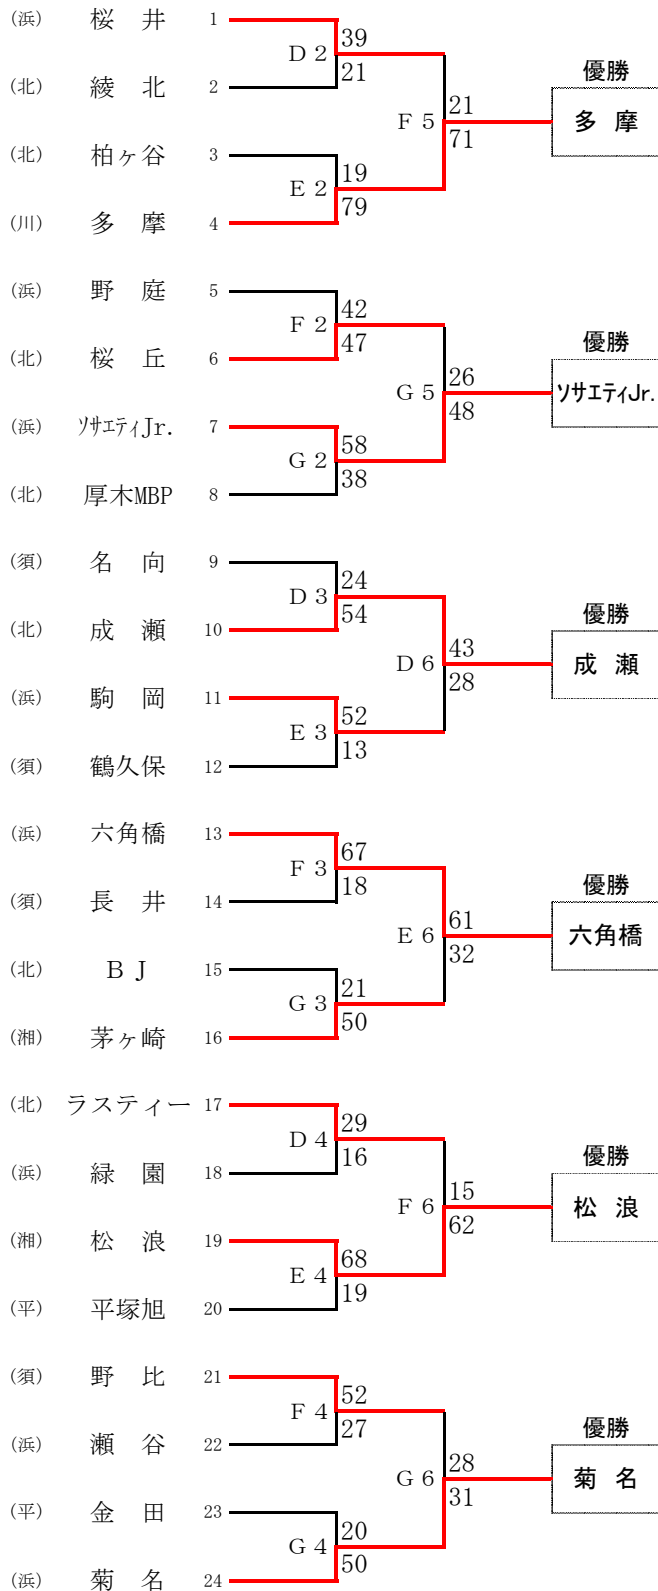 (浜) 桜 井 1
D 2 39
21
(北) 綾 北 2
優勝
F 5 21
71
多 摩
(北) 柏ヶ谷 3
E 2 19
79
(川) 多 摩 4
(浜) 野 庭 5
F 2 42
47
(北) 桜 丘 6
優勝
G 5 26
48
ソサエティJr.
(浜) ソサエティJr. 7
G 2 58
38
(北) 厚木MBP 8
(須) 名 向 9
D 3 24
54
(北) 成 瀬 10
優勝
D 6 43
28
成 瀬
(浜) 駒 岡 11
E 3 52
13
(須) 鶴久保 12
(浜) 六角橋 13
F 3 67
18
(須) 長 井 14
優勝
E 6 61
32
六角橋
(北) B J 15
G 3 21
50
(湘) 茅ヶ崎 16
(北) ラスティー 17
D 4 29
16
(浜) 緑 園 18
優勝
F 6 15
62
松 浪
(湘) 松 浪 19
E 4 68
19
(平) 平塚旭 20
(須) 野 比 21
F 4 52
27
(浜) 瀬 谷 22
優勝
G 6 28
31
菊 名
(平) 金 田 23
G 4 20
50
(浜) 菊 名 24